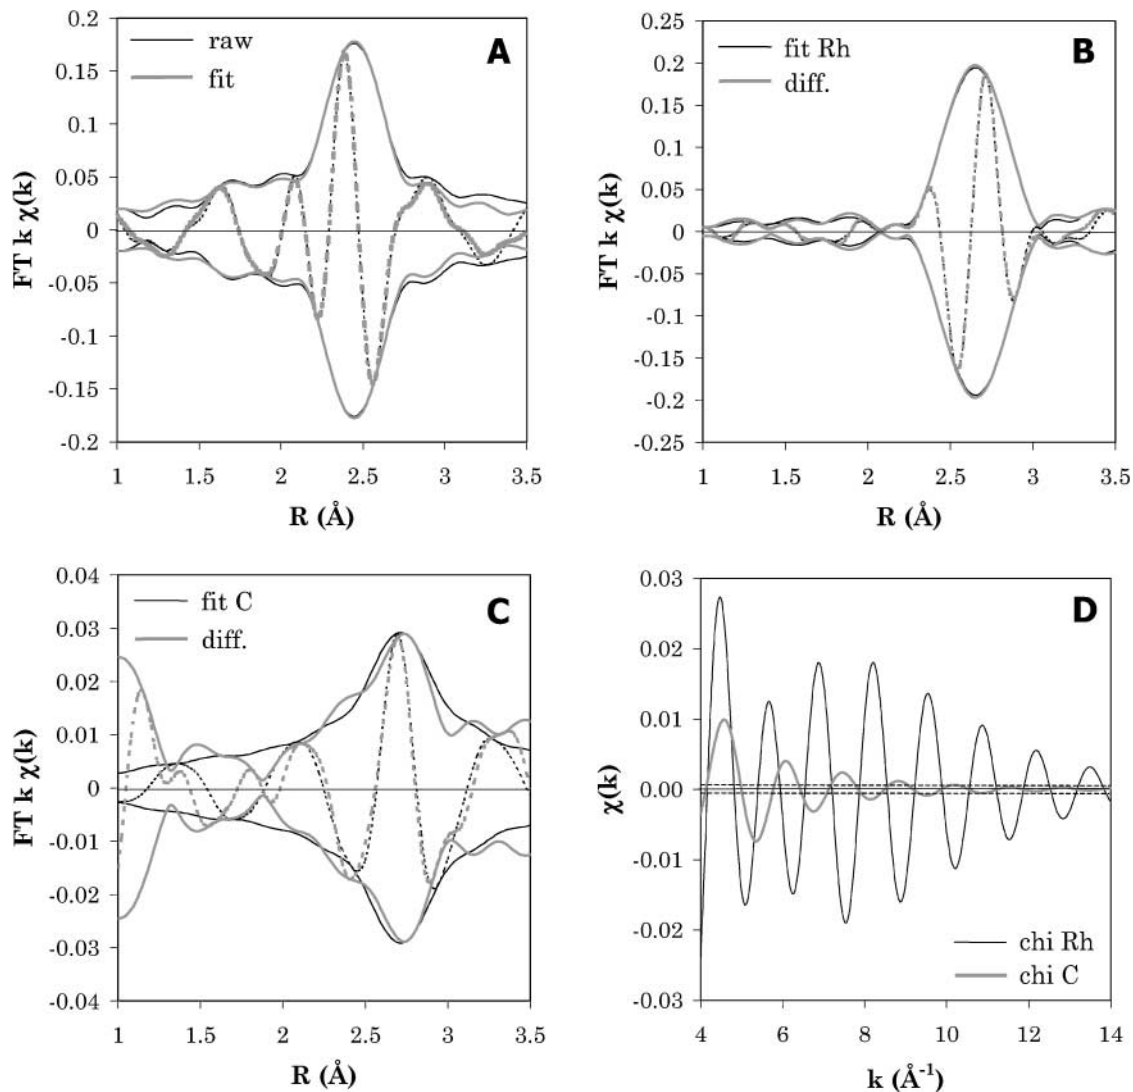 A
raw
fit
0.2
0.15
0.1
0.05
0
-0.05
-0.1
-0.15
-0.2
FT k χ(k)
1 1.5 2 2.5 3 3.5
R (Å)
B
fit Rh
diff.
0.25
0.2
0.15
0.1
0.05
0
-0.05
-0.1
-0.15
-0.2
-0.25
FT k χ(k)
1 1.5 2 2.5 3 3.5
R (Å)
C
fit C
diff.
0.04
0.03
0.02
0.01
0
-0.01
-0.02
-0.03
-0.04
FT k χ(k)
1 1.5 2 2.5 3 3.5
R (Å)
D
0.03
0.02
0.01
0.00
-0.01
-0.02
-0.03
χ(k)
chi Rh
chi C
4 6 8 10 12 14
k (Å⁻¹)